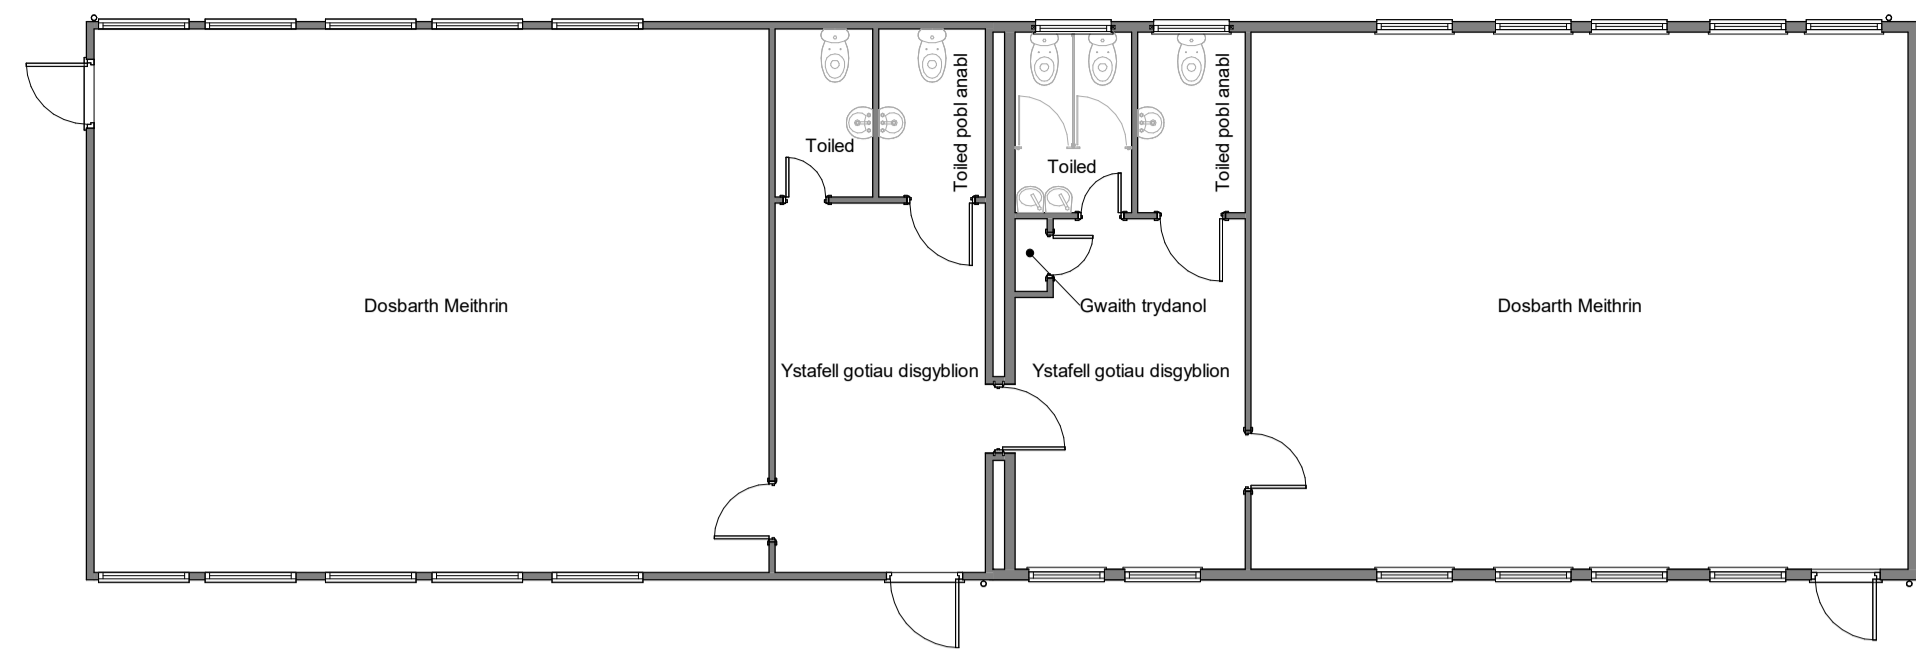 Toiled
Toiled pobl anabl
Toiled
Toiled pobl anabl
Dosbarth Meithrin
Gwaith trydanol
Dosbarth Meithrin
Ystafell gotiau disgyblion
Ystafell gotiau disgyblion